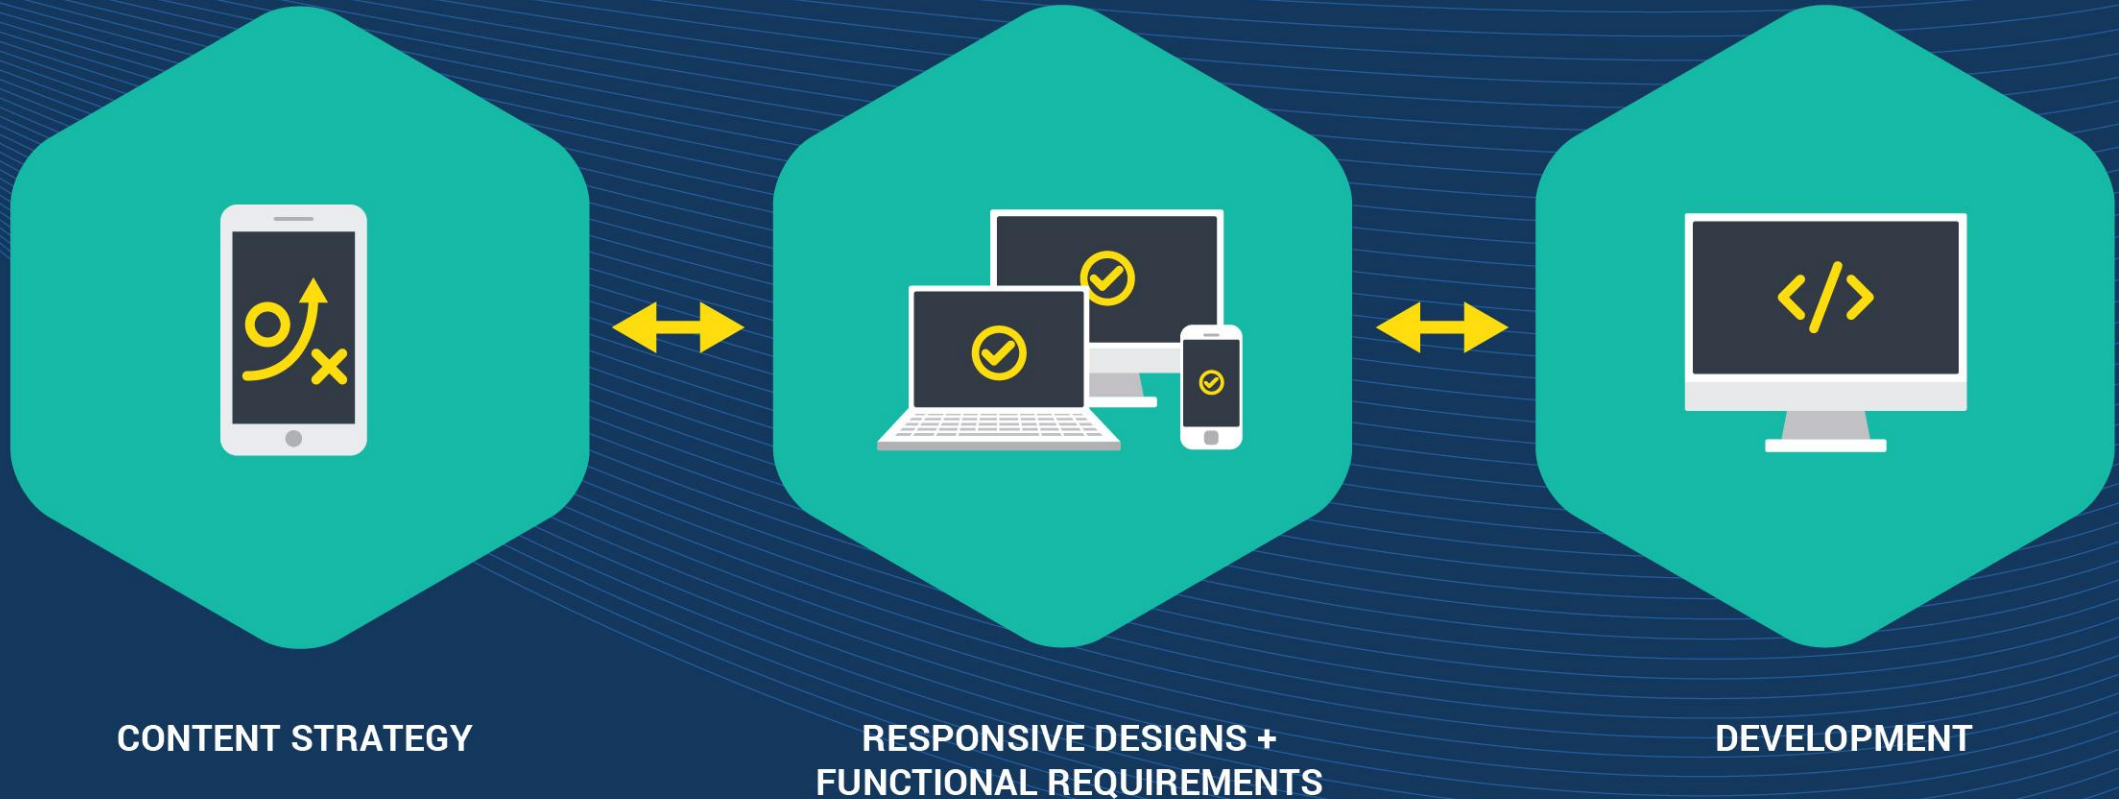 CONTENT STRATEGY
RESPONSIVE DESIGNS +
FUNCTIONAL REQUIREMENTS
DEVELOPMENT